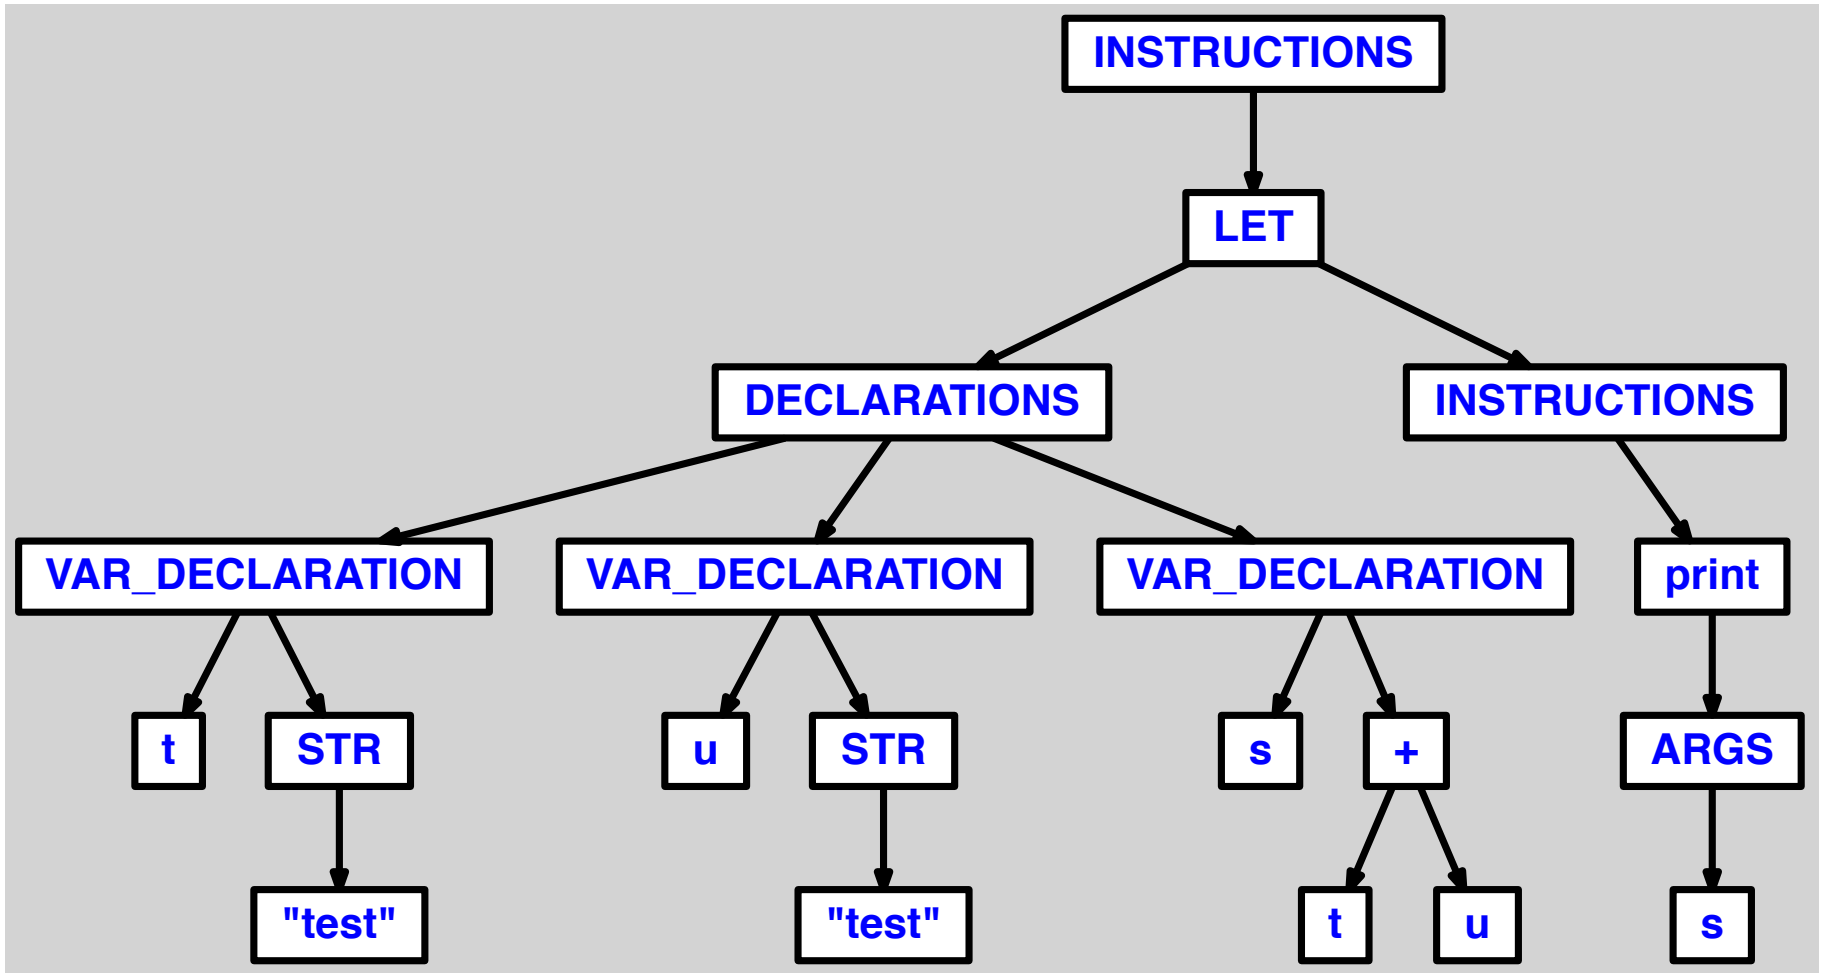 INSTRUCTIONS
LET
DECLARATIONS INSTRUCTIONS
VAR_DECLARATION VAR_DECLARATION VAR_DECLARATION print
t STR u STR s + ARGS
"test" "test" t u s